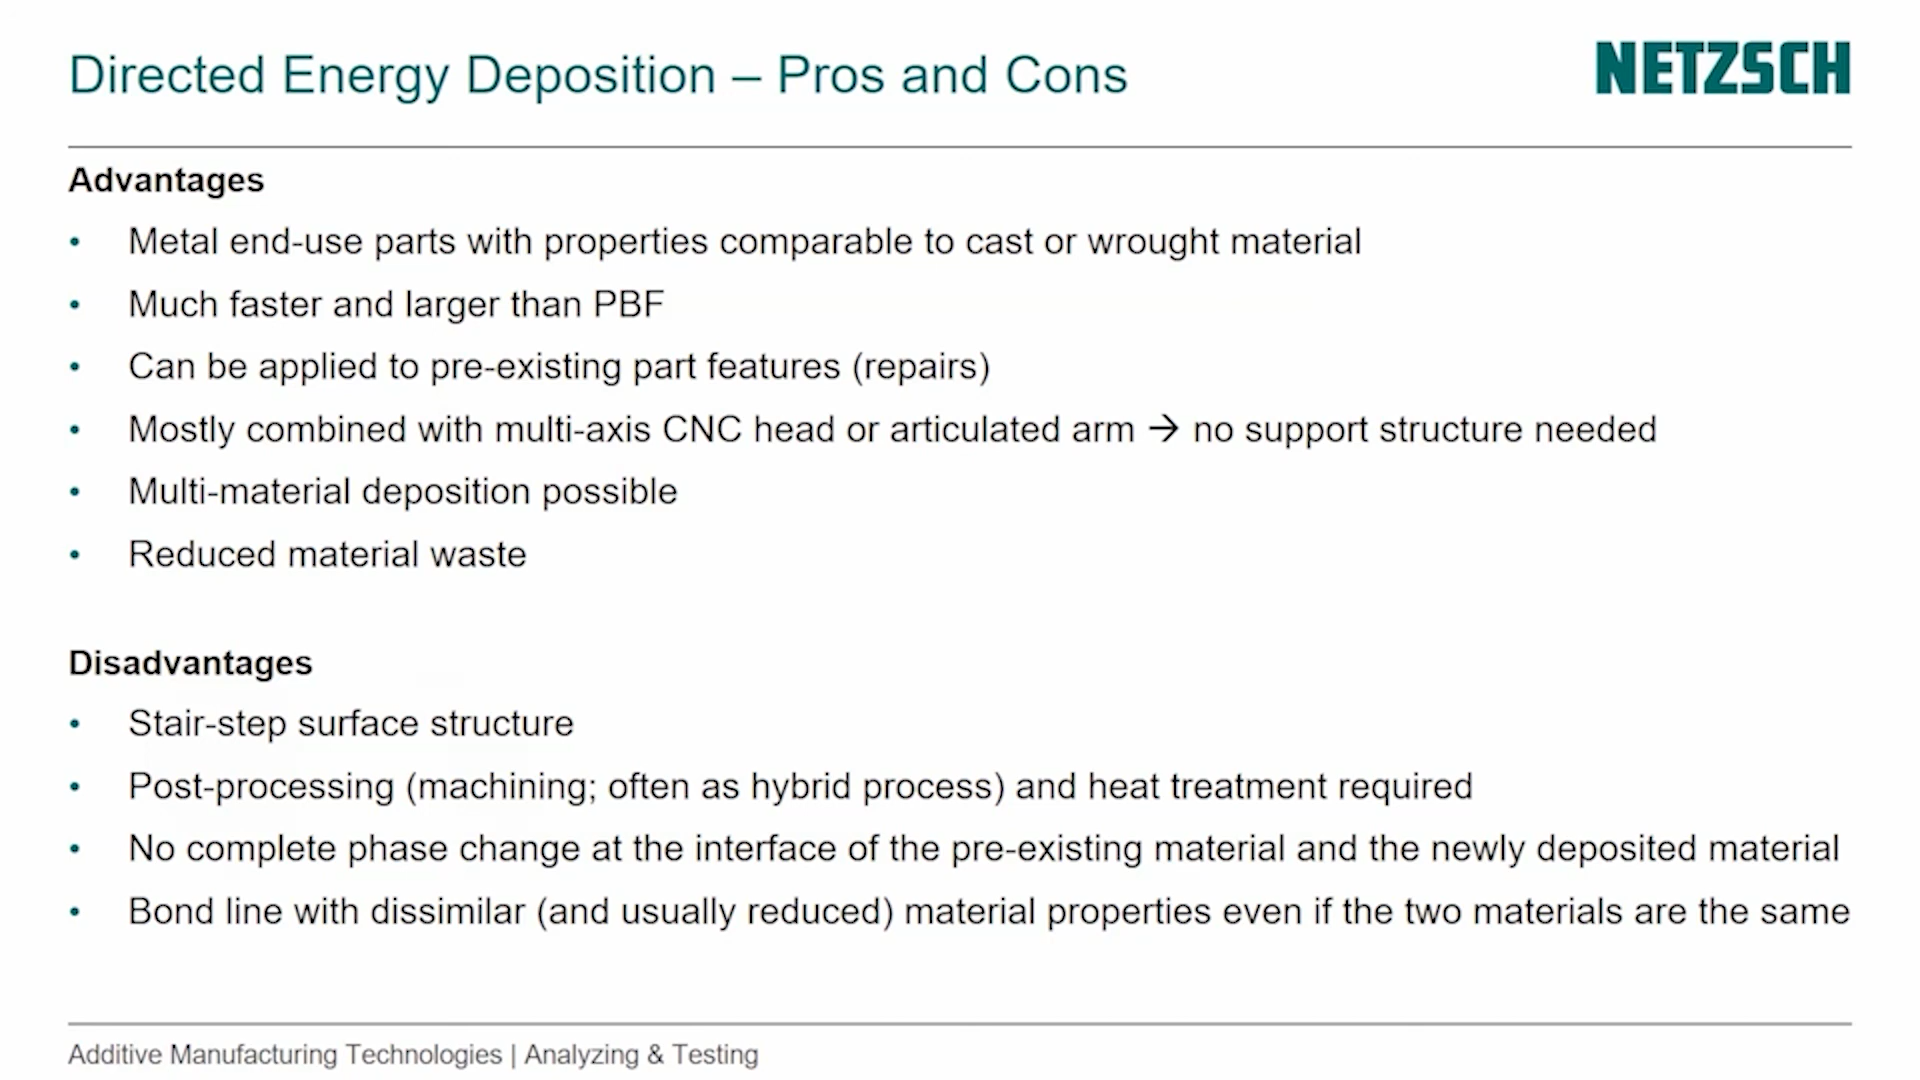 Directed Energy Deposition – Pros and Cons
NETZSCH
Advantages
• Metal end-use parts with properties comparable to cast or wrought material
• Much faster and larger than PBF
• Can be applied to pre-existing part features (repairs)
• Mostly combined with multi-axis CNC head or articulated arm → no support structure needed
• Multi-material deposition possible
• Reduced material waste
Disadvantages
• Stair-step surface structure
• Post-processing (machining; often as hybrid process) and heat treatment required
• No complete phase change at the interface of the pre-existing material and the newly deposited material
• Bond line with dissimilar (and usually reduced) material properties even if the two materials are the same
Additive Manufacturing Technologies | Analyzing & Testing